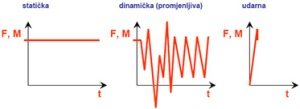 statička dinamička (promjenljiva) udarna
F, M F, M F, M
t t t